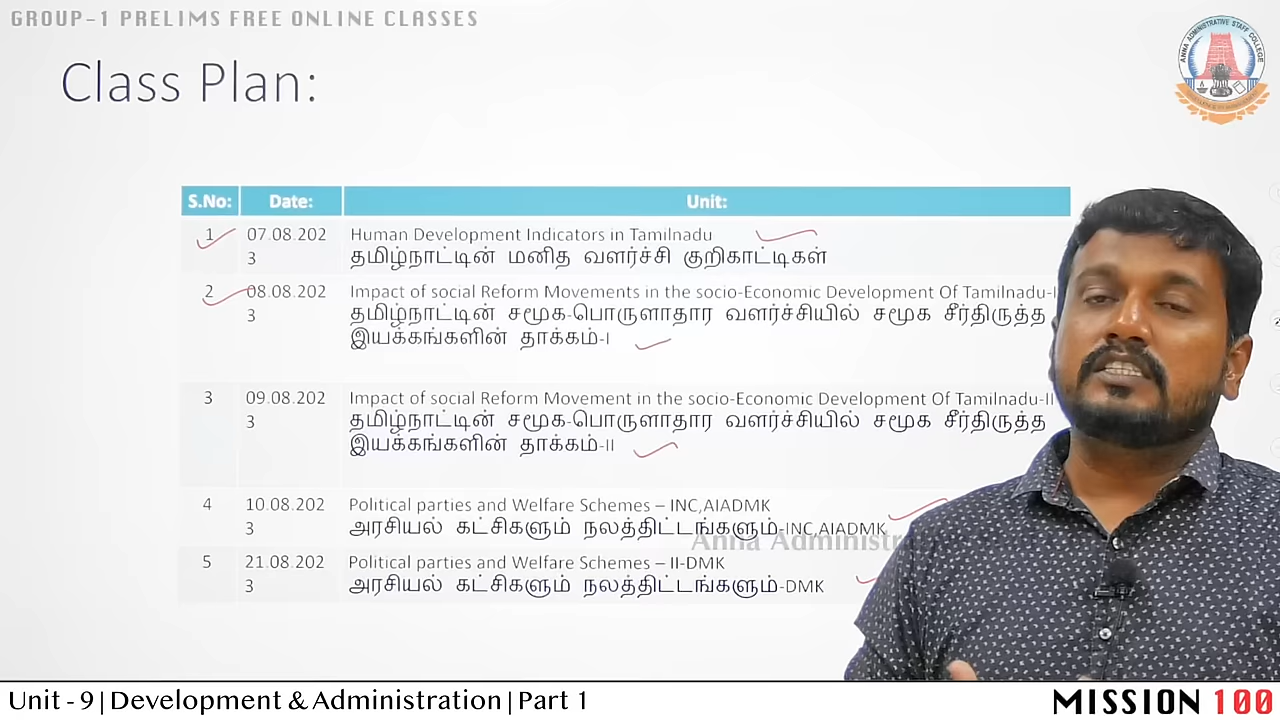 GROUP-1 PRELIMS FREE ONLINE CLASSES
ANNA ADMINISTRATIVE STAFF COLLEGE
Class Plan:
S.No: Date: Unit:
1 07.08.202 Human Development Indicators in Tamilnadu
3 தமிழ்நாட்டின் மனித வளர்ச்சி குறிகாட்டிகள்
2 08.08.202 Impact of social Reform Movements in the socio-Economic Development Of Tamilnadu-I
3 தமிழ்நாட்டின் சமூக-பொருளாதார வளர்ச்சியில் சமூக சீர்திருத்த
இயக்கங்களின் தாக்கம்-I
3 09.08.202 Impact of social Reform Movement in the socio-Economic Development Of Tamilnadu-II
3 தமிழ்நாட்டின் சமூக-பொருளாதார வளர்ச்சியில் சமூக சீர்திருத்த
இயக்கங்களின் தாக்கம்-II
4 10.08.202 Political parties and Welfare Schemes – INC,AIADMK
3 அரசியல் கட்சிகளும் நலத்திட்டங்களும்-INC,AIADMK
Anna Administr
5 21.08.202 Political parties and Welfare Schemes – II-DMK
3 அரசியல் கட்சிகளும் நலத்திட்டங்களும்-DMK
Unit - 9|Development & Administration|Part 1
MISSION 100